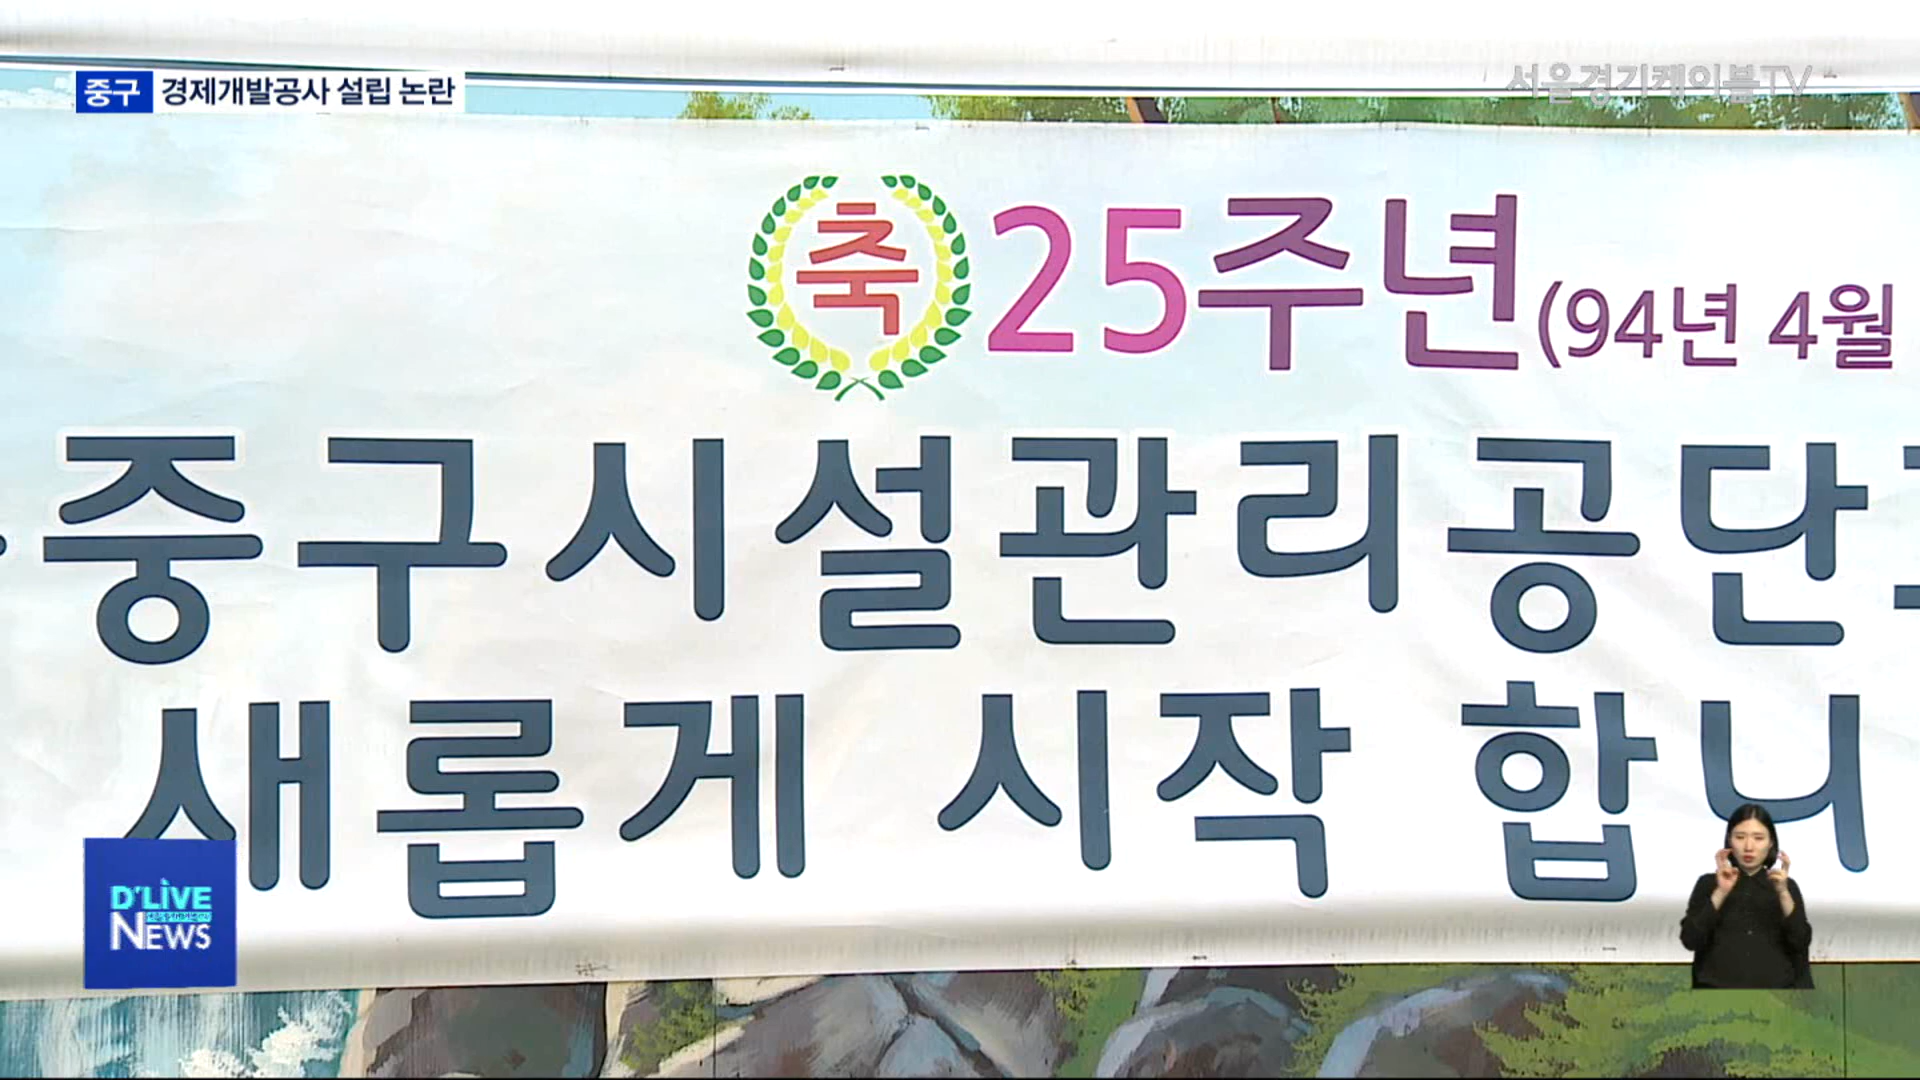 중구 경제개발공사 설립 논란
서울경기케이블TV
축 25주년(94년 4월
중구시설관리공단
새롭게 시작 합니
D'LIVE
NEWS